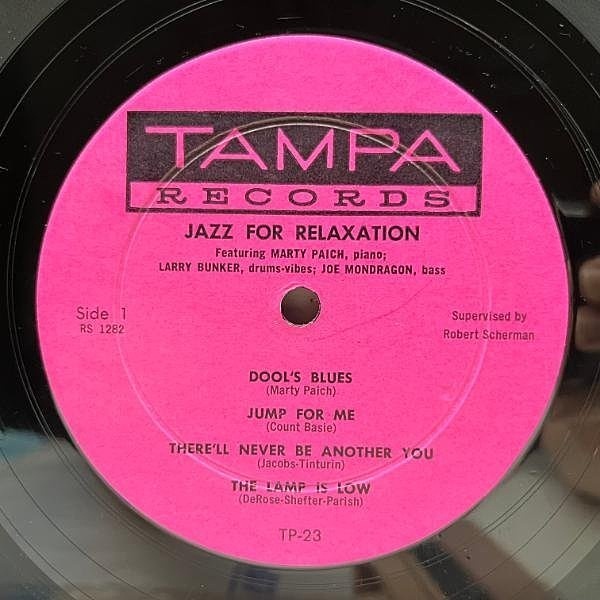 TAMPA
RECORDS
JAZZ FOR RELAXATION
Featuring MARTY PAICH, piano;
LARRY BUNKER, drums-vibes; JOE MONDRAGON, bass
Side 1
RS 1282
Supervised by
Robert Scherman
DOOL'S BLUES
(Marty Paich)
JUMP FOR ME
(Count Basie)
THERE'LL NEVER BE ANOTHER YOU
(Jacobs-Tinturin)
THE LAMP IS LOW
(DeRose-Shefter-Parish)
TP-23